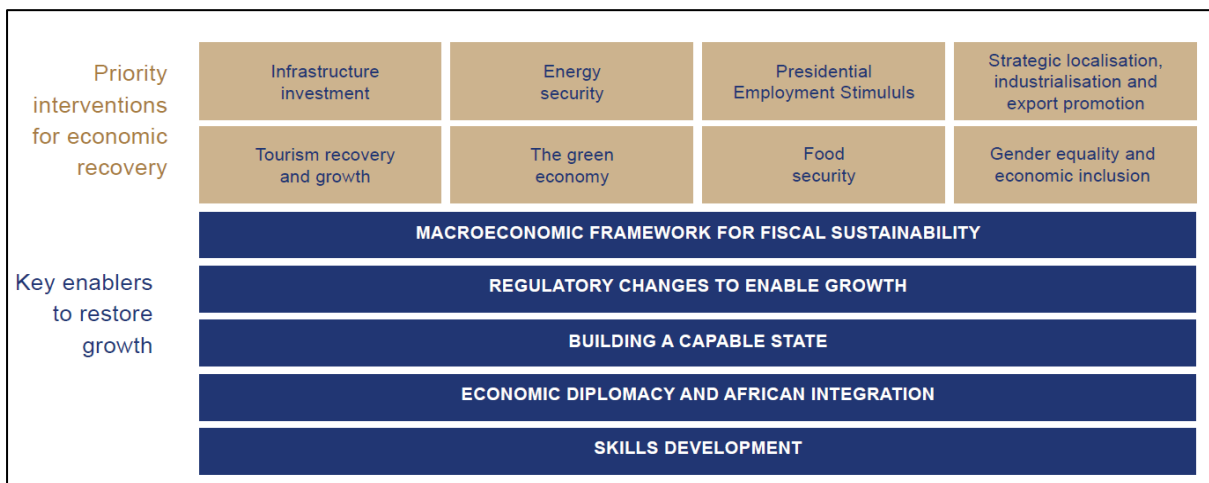 Priority
interventions
for economic
recovery
Infrastructure
investment
Energy
security
Presidential
Employment Stimululs
Strategic localisation,
industrialisation and
export promotion
Tourism recovery
and growth
The green
economy
Food
security
Gender equality and
economic inclusion
Key enablers
to restore
growth
MACROECONOMIC FRAMEWORK FOR FISCAL SUSTAINABILITY
REGULATORY CHANGES TO ENABLE GROWTH
BUILDING A CAPABLE STATE
ECONOMIC DIPLOMACY AND AFRICAN INTEGRATION
SKILLS DEVELOPMENT